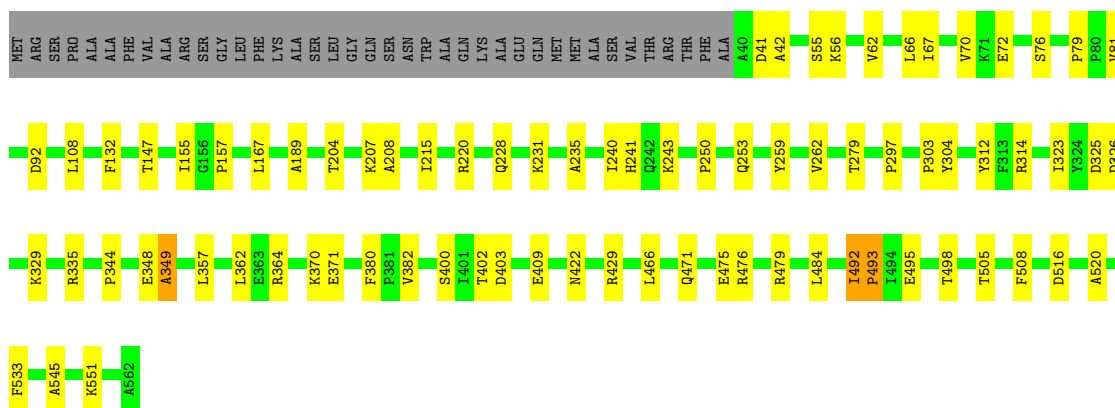 MET ARG SER PRO ALA ALA PHE VAL ALA ARG SER GLY LEU PHE LYS ALA SER LEU GLY GLN SER ASN TRP ALA GLN LYS ALA GLU GLN MET MET ALA SER VAL THR ARG THR PHE ALA A40 D41 A42 S55 K56 V62 L66 I67 V70 K71 E72 S76 P79 P80 V81
D92 L108 F132 T147 I155 G156 P157 L167 A189 T204 K207 A208 I215 R220 Q228 K231 A235 I240 H241 Q242 K243 P250 Q253 Y259 V262 T279 P297 P303 Y304 Y312 F313 R314 I323 Y324 D325 D326
K329 R335 P344 E348 A349 L357 L362 E363 R364 K370 E371 F380 P381 V382 S400 I401 T402 D403 E409 N422 R429 L466 Q471 E475 R476 R479 L484 I492 P493 I494 E495 T498 T505 F508 D516 A520
F533 A545 K551 A562